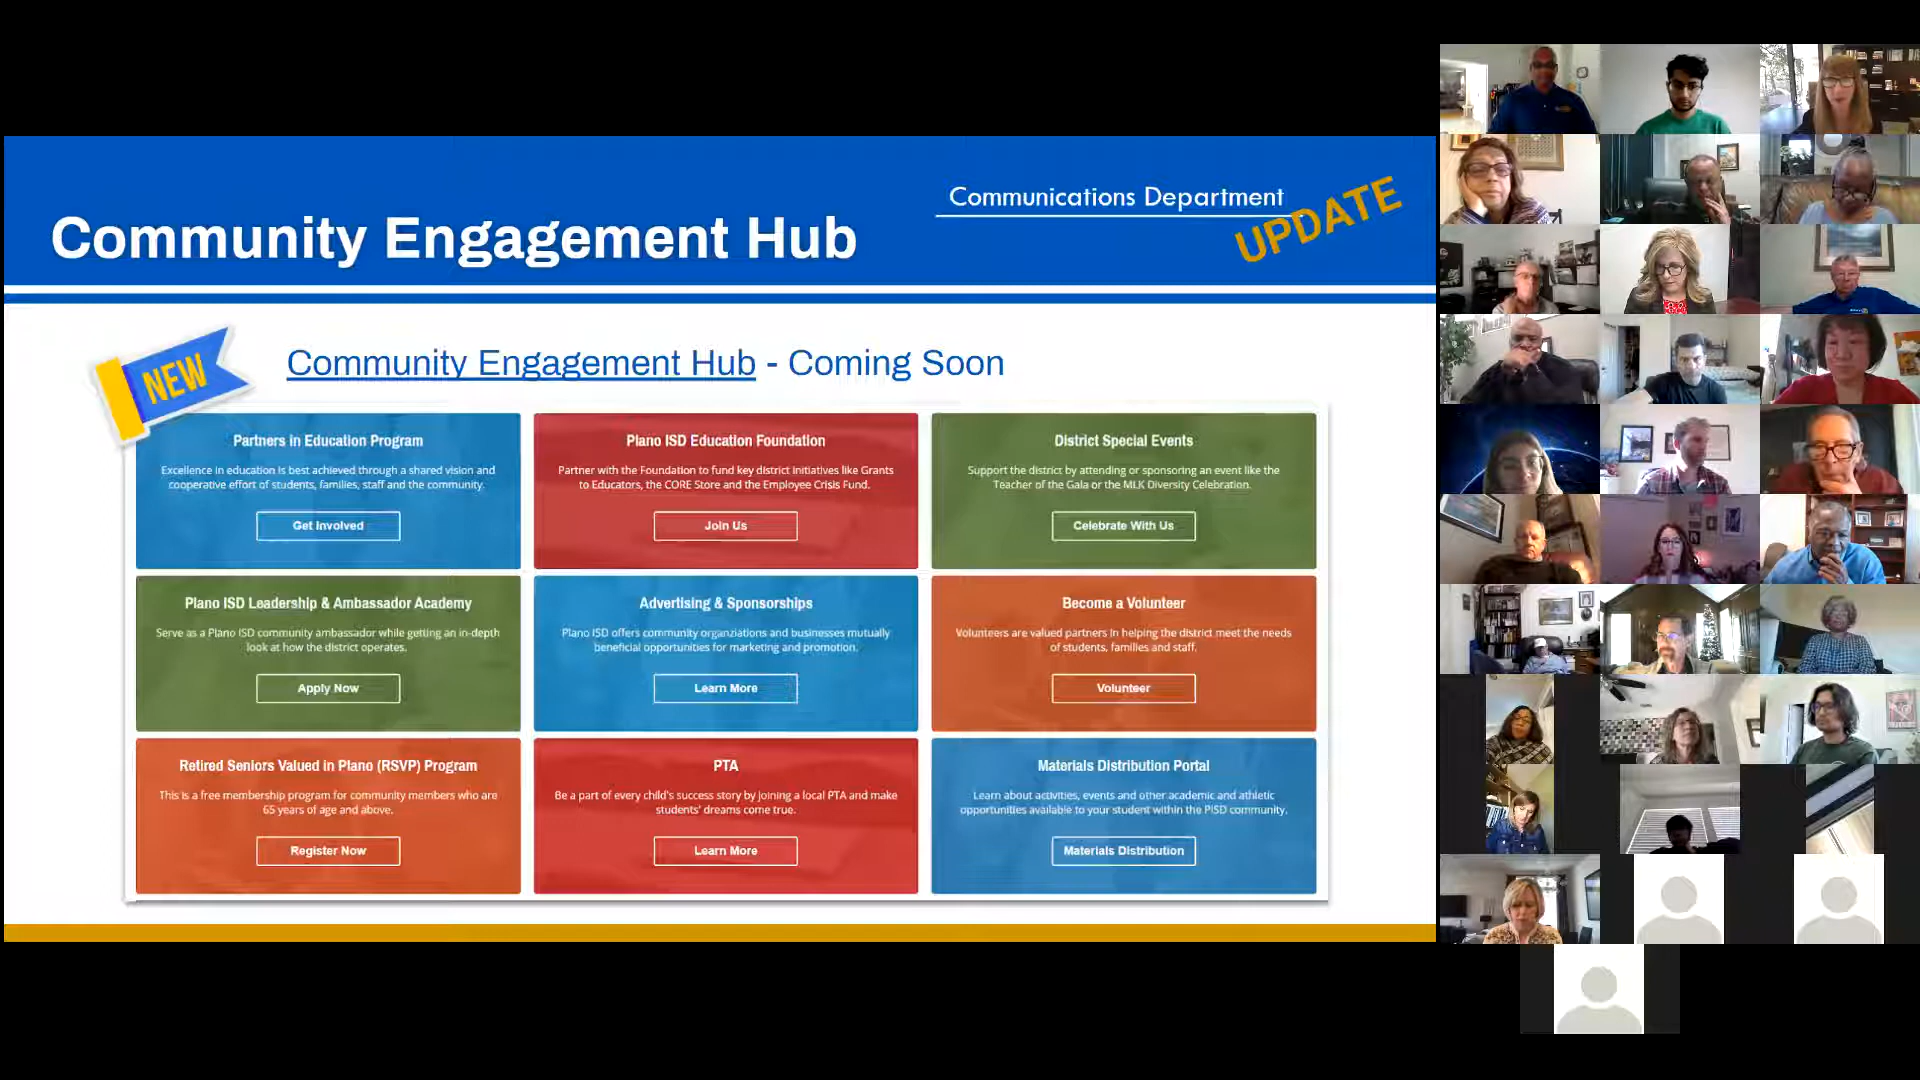 Communications Department
UPDATE
Community Engagement Hub
NEW
Community Engagement Hub - Coming Soon
Partners in Education Program
Excellence in education is best achieved through a shared vision and
cooperative effort of students, families, staff and the community.
Get Involved
Plano ISD Education Foundation
Partner with the Foundation to fund key district initiatives like Grants
to Educators, the CORE Store and the Employee Crisis Fund.
Join Us
District Special Events
Support the district by attending or sponsoring an event like the
Teacher of the Gala or the MLK Diversity Celebration.
Celebrate With Us
Plano ISD Leadership & Ambassador Academy
Serve as a Plano ISD community ambassador while getting an in-depth
look at how the district operates.
Apply Now
Advertising & Sponsorships
Plano ISD offers community organziations and businesses mutually
beneficial opportunities for marketing and promotion.
Learn More
Become a Volunteer
Volunteers are valued partners in helping the district meet the needs
of students, families and staff.
Volunteer
Retired Seniors Valued in Plano (RSVP) Program
This is a free membership program for community members who are
65 years of age and above.
Register Now
PTA
Be a part of every child's success story by joining a local PTA and make
students' dreams come true.
Learn More
Materials Distribution Portal
Learn about activities, events and other academic and athletic
opportunities available to your student within the PISD community.
Materials Distribution